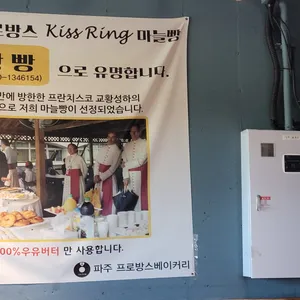 로방스 Kiss Ring 마늘빵
빵
-1346154)
으로 유명합니다.
만에 방한한 프란치스코 교황성하의
으로 저희 마늘빵이 선정되었습니다.
00%우유버터 만 사용합니다.
파주 프로방스베이커리